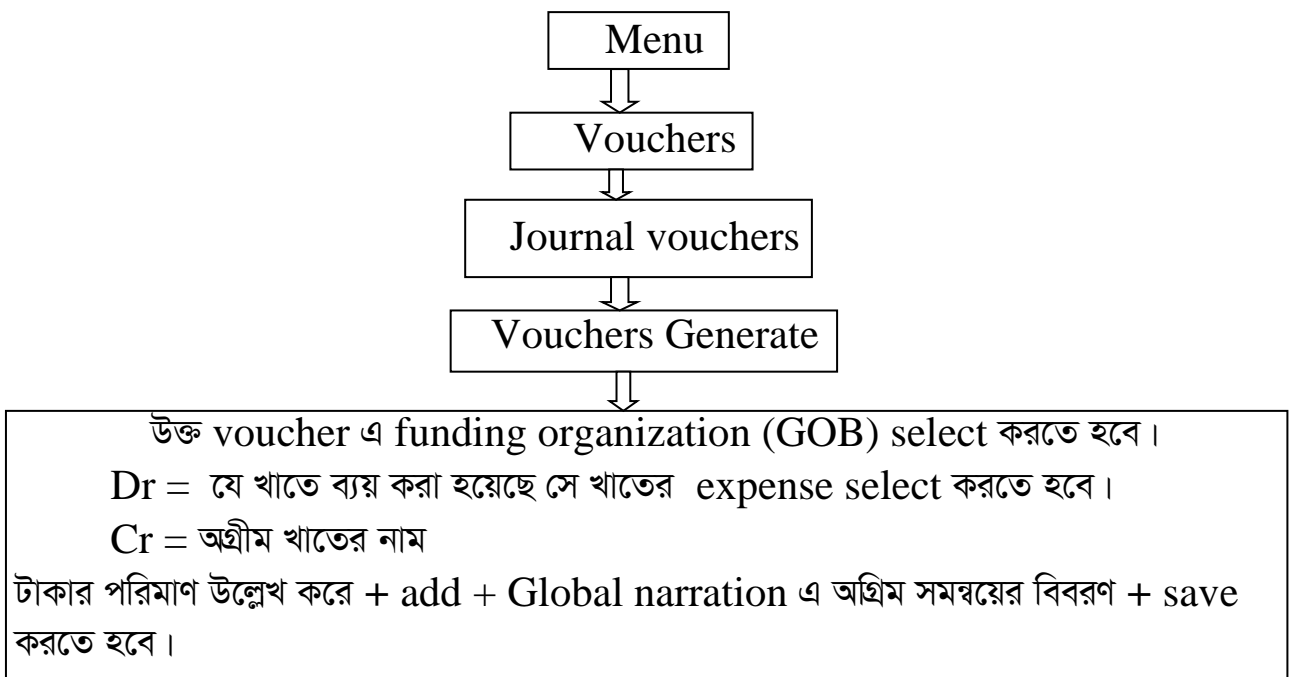 Menu
Vouchers
Journal vouchers
Vouchers Generate
উক্ত voucher এ funding organization (GOB) select করতে হবে।
Dr = যে খাতে ব্যয় করা হয়েছে সে খাতের expense select করতে হবে।
Cr = অগ্রীম খাতের নাম
টাকার পরিমাণ উল্লেখ করে + add + Global narration এ অগ্রিম সমন্বয়ের বিবরণ + save
করতে হবে।